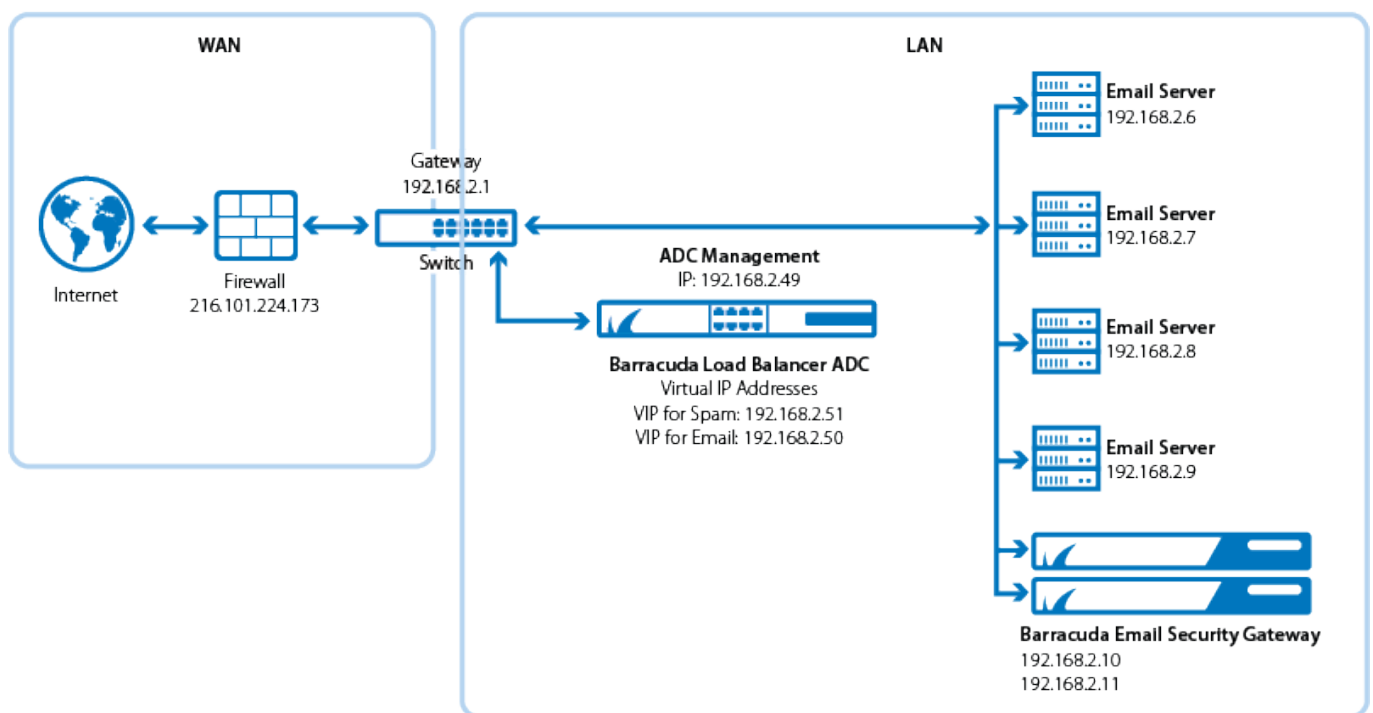 WAN
LAN
Gateway
192.168.2.1
Switch
Internet
Firewall
216.101.224.173
ADC Management
IP: 192.168.2.49
Barracuda Load Balancer ADC
Virtual IP Addresses
VIP for Spam: 192.168.2.51
VIP for Email: 192.168.2.50
Email Server
192.168.2.6
Email Server
192.168.2.7
Email Server
192.168.2.8
Email Server
192.168.2.9
Barracuda Email Security Gateway
192.168.2.10
192.168.2.11